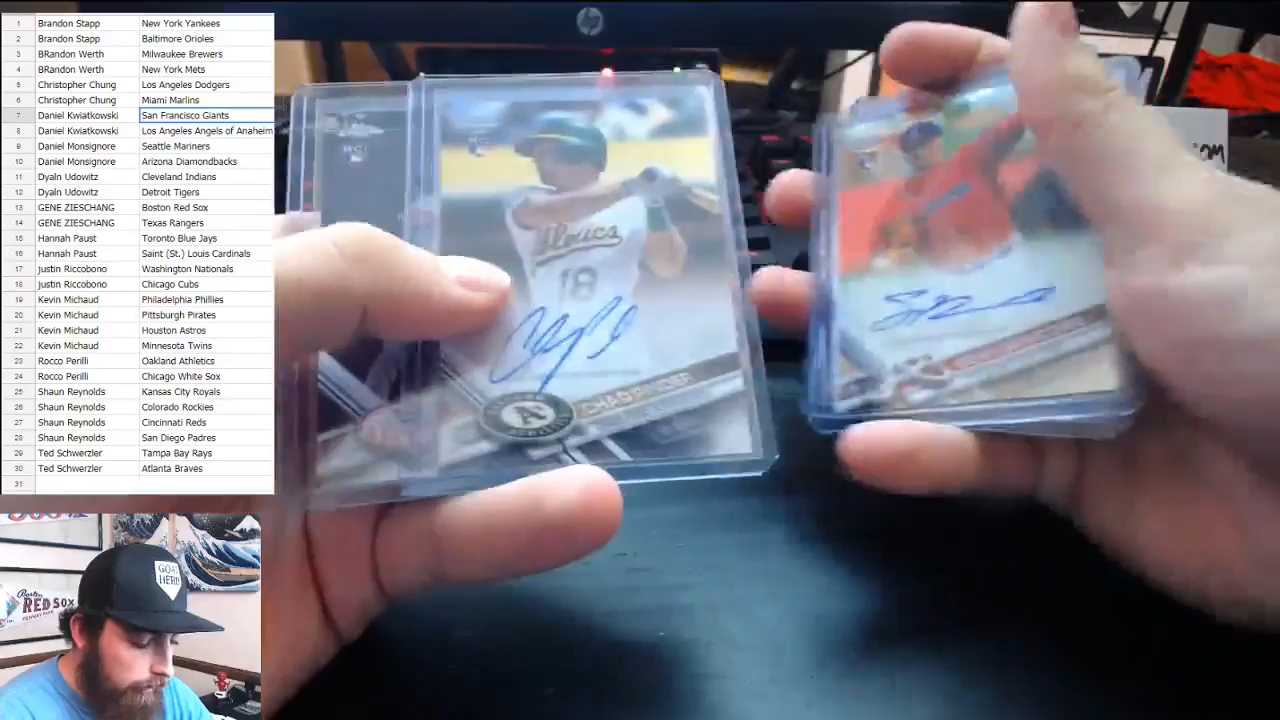 1 Brandon Stapp New York Yankees
2 Brandon Stapp Baltimore Orioles
3 BRandon Werth Milwaukee Brewers
4 BRandon Werth New York Mets
5 Christopher Chung Los Angeles Dodgers
6 Christopher Chung Miami Marlins
7 Daniel Kwiatkowski San Francisco Giants
8 Daniel Kwiatkowski Los Angeles Angels of Anaheim
9 Daniel Monsignore Seattle Mariners
10 Daniel Monsignore Arizona Diamondbacks
11 Dyaln Udowitz Cleveland Indians
12 Dyaln Udowitz Detroit Tigers
13 GENE ZIESCHANG Boston Red Sox
14 GENE ZIESCHANG Texas Rangers
15 Hannah Paust Toronto Blue Jays
16 Hannah Paust Saint (St.) Louis Cardinals
17 justin Riccobono Washington Nationals
18 justin Riccobono Chicago Cubs
19 Kevin Michaud Philadelphia Phillies
20 Kevin Michaud Pittsburgh Pirates
21 Kevin Michaud Houston Astros
22 Kevin Michaud Minnesota Twins
23 Rocco Perilli Oakland Athletics
24 Rocco Perilli Chicago White Sox
25 Shaun Reynolds Kansas City Royals
26 Shaun Reynolds Colorado Rockies
27 Shaun Reynolds Cincinnati Reds
28 Shaun Reynolds San Diego Padres
29 Ted Schwerzler Tampa Bay Rays
30 Ted Schwerzler Atlanta Braves
31
hp
RC
18
A's
CHAD PINDER
Boston
RED SOX
FENWAY PARK